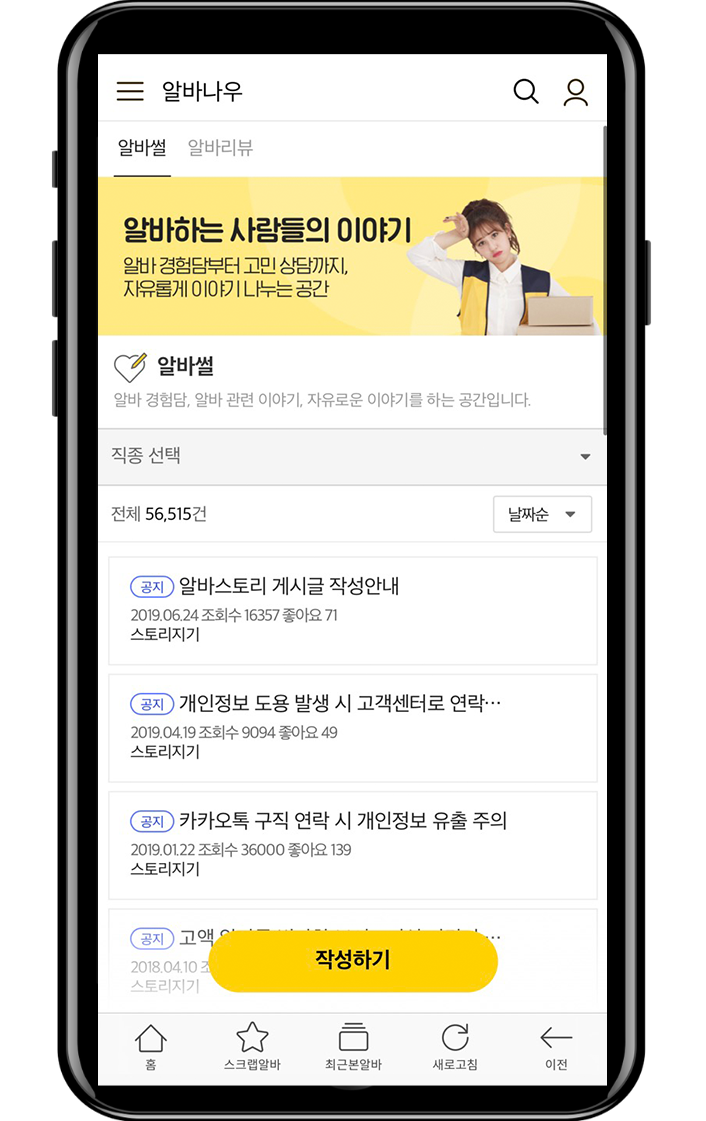 알바나우
알바썰 알바리뷰
알바하는 사람들의 이야기
알바 경험담부터 고민 상담까지,
자유롭게 이야기 나누는 공간
알바썰
알바 경험담, 알바 관련 이야기, 자유로운 이야기를 하는 공간입니다.
직종 선택
전체 56,515건 날짜순
공지 알바스토리 게시글 작성안내
2019.06.24 조회수 16357 좋아요 71
스토리지기
공지 개인정보 도용 발생 시 고객센터로 연락…
2019.04.19 조회수 9094 좋아요 49
스토리지기
공지 카카오톡 구직 연락 시 개인정보 유출 주의
2019.01.22 조회수 36000 좋아요 139
스토리지기
공지 고액 …
2018.04.10
스토리지기
작성하기
홈 스크랩알바 최근본알바 새로고침 이전